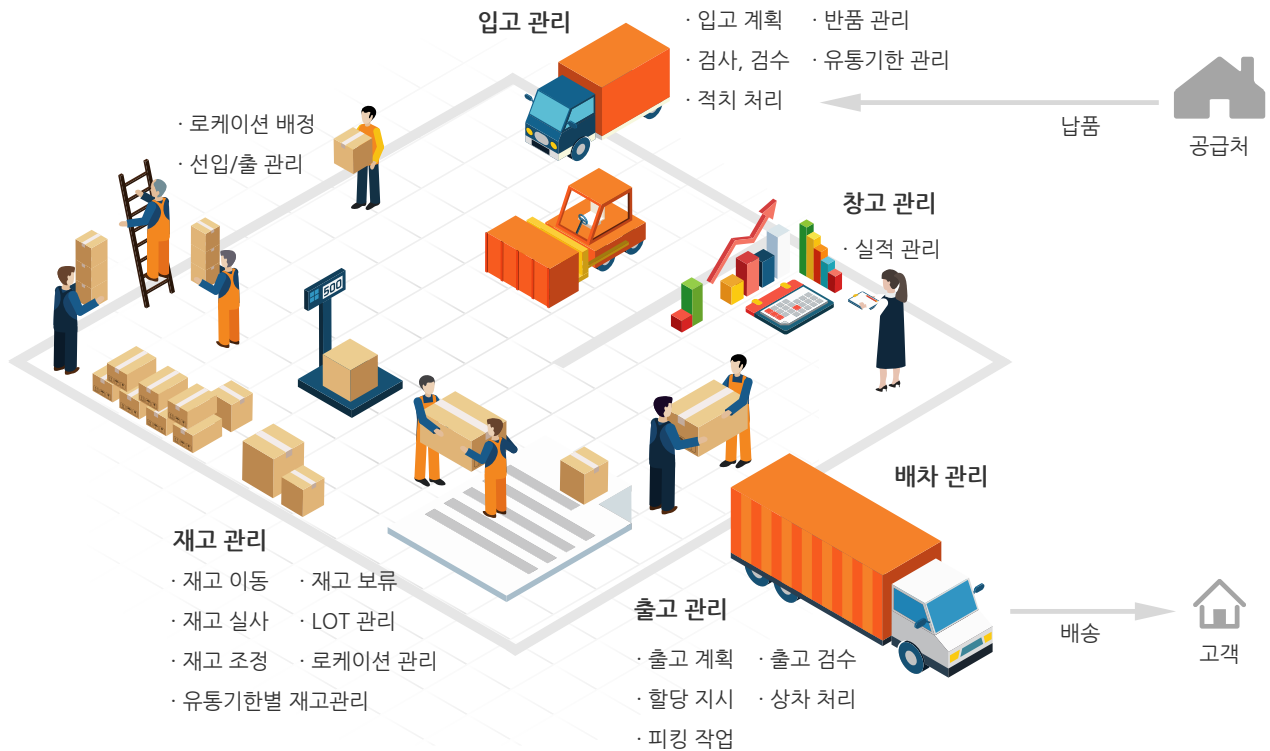 입고 관리
· 입고 계획 · 반품 관리
· 검사, 검수 · 유통기한 관리
· 적치 처리
납품
공급처
· 로케이션 배정
· 선입/출 관리
창고 관리
· 실적 관리
500
배차 관리
재고 관리
· 재고 이동 · 재고 보류
· 재고 실사 · LOT 관리
· 재고 조정 · 로케이션 관리
· 유통기한별 재고관리
출고 관리
· 출고 계획 · 출고 검수
· 할당 지시 · 상차 처리
· 피킹 작업
배송
고객